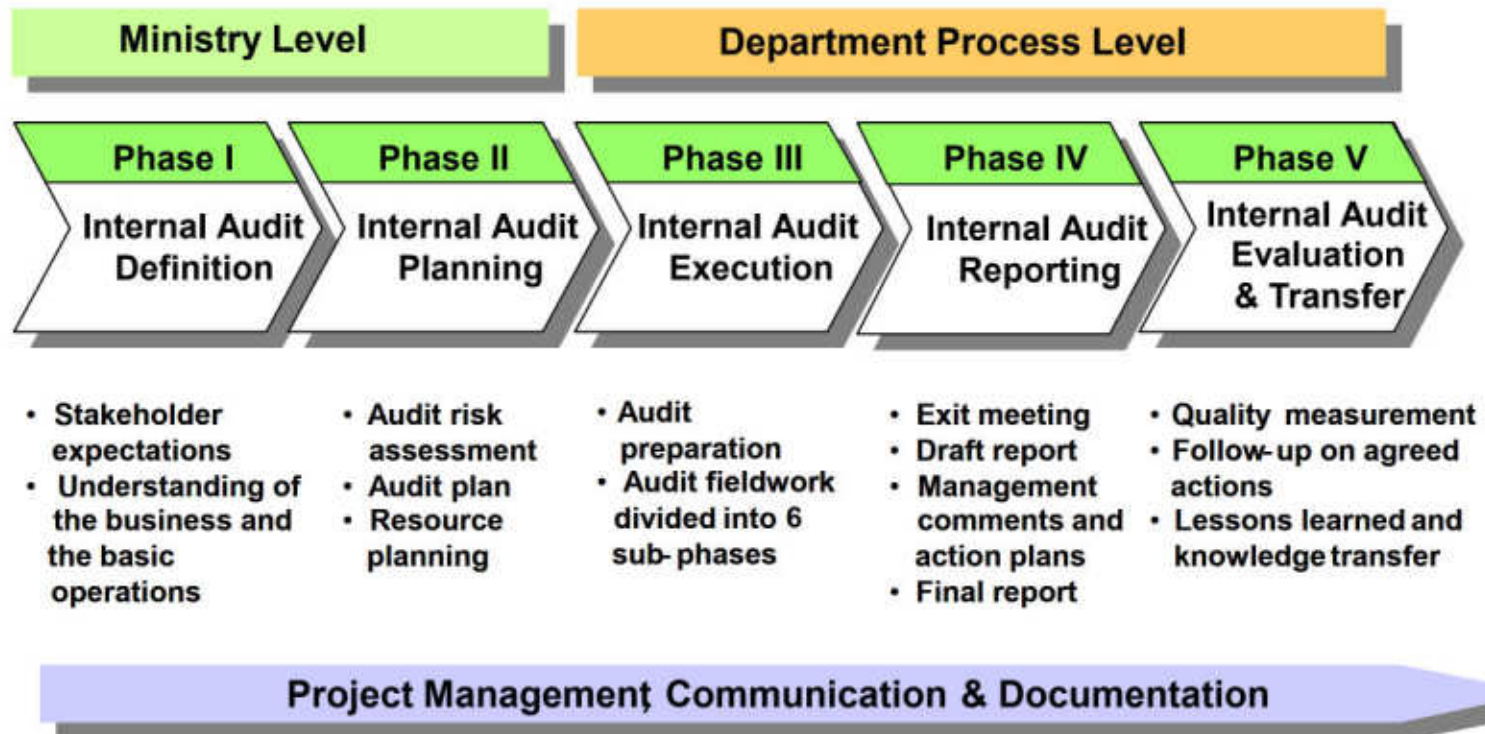 Ministry Level
Department Process Level
Phase I
Internal Audit
Definition
Phase II
Internal Audit
Planning
Phase III
Internal Audit
Execution
Phase IV
Internal Audit
Reporting
Phase V
Internal Audit
Evaluation
& Transfer
• Stakeholder
expectations
• Understanding of
the business and
the basic
operations
• Audit risk
assessment
• Audit plan
• Resource
planning
• Audit
preparation
• Audit fieldwork
divided into 6
sub-phases
• Exit meeting
• Draft report
• Management
comments and
action plans
• Final report
• Quality measurement
• Follow-up on agreed
actions
• Lessons learned and
knowledge transfer
Project Management, Communication & Documentation